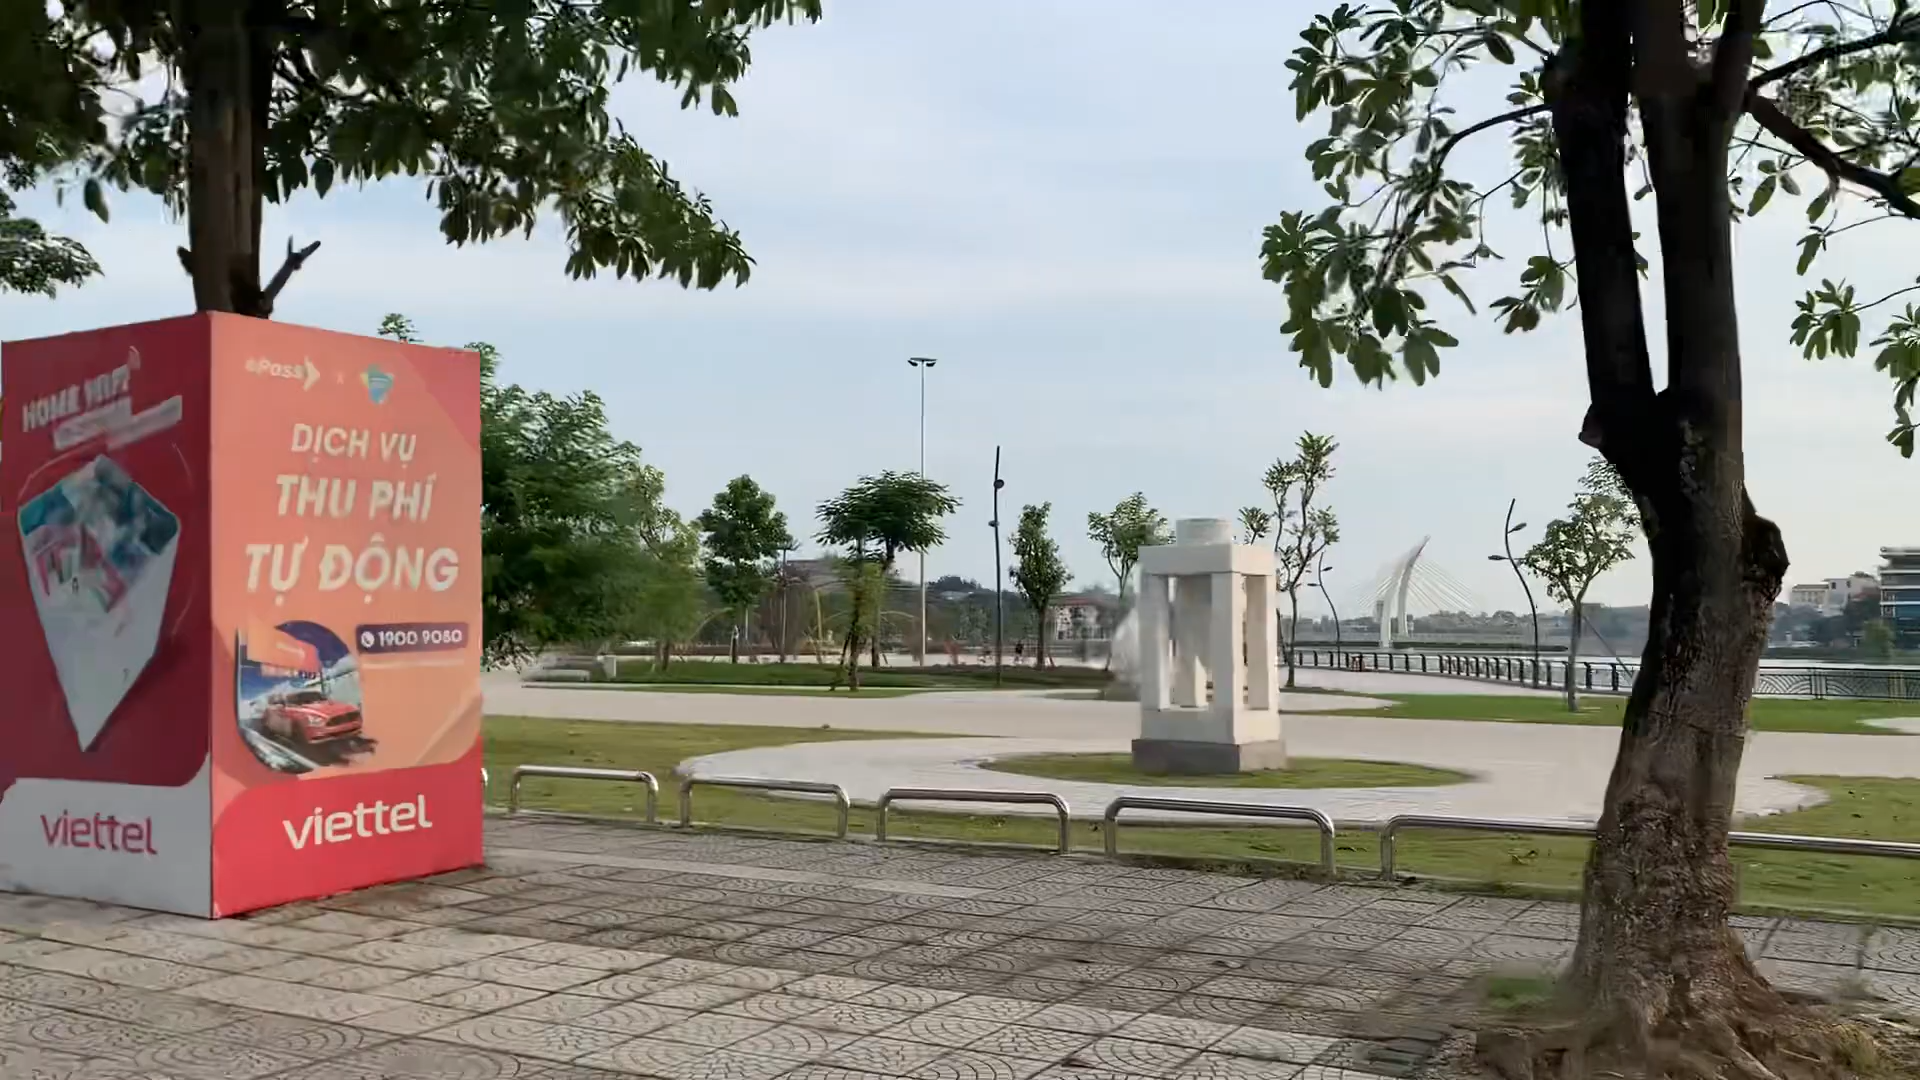 HOME WIFI
viettel
ePass
DỊCH VỤ
THU PHÍ
TỰ ĐỘNG
1900 9080
viettel